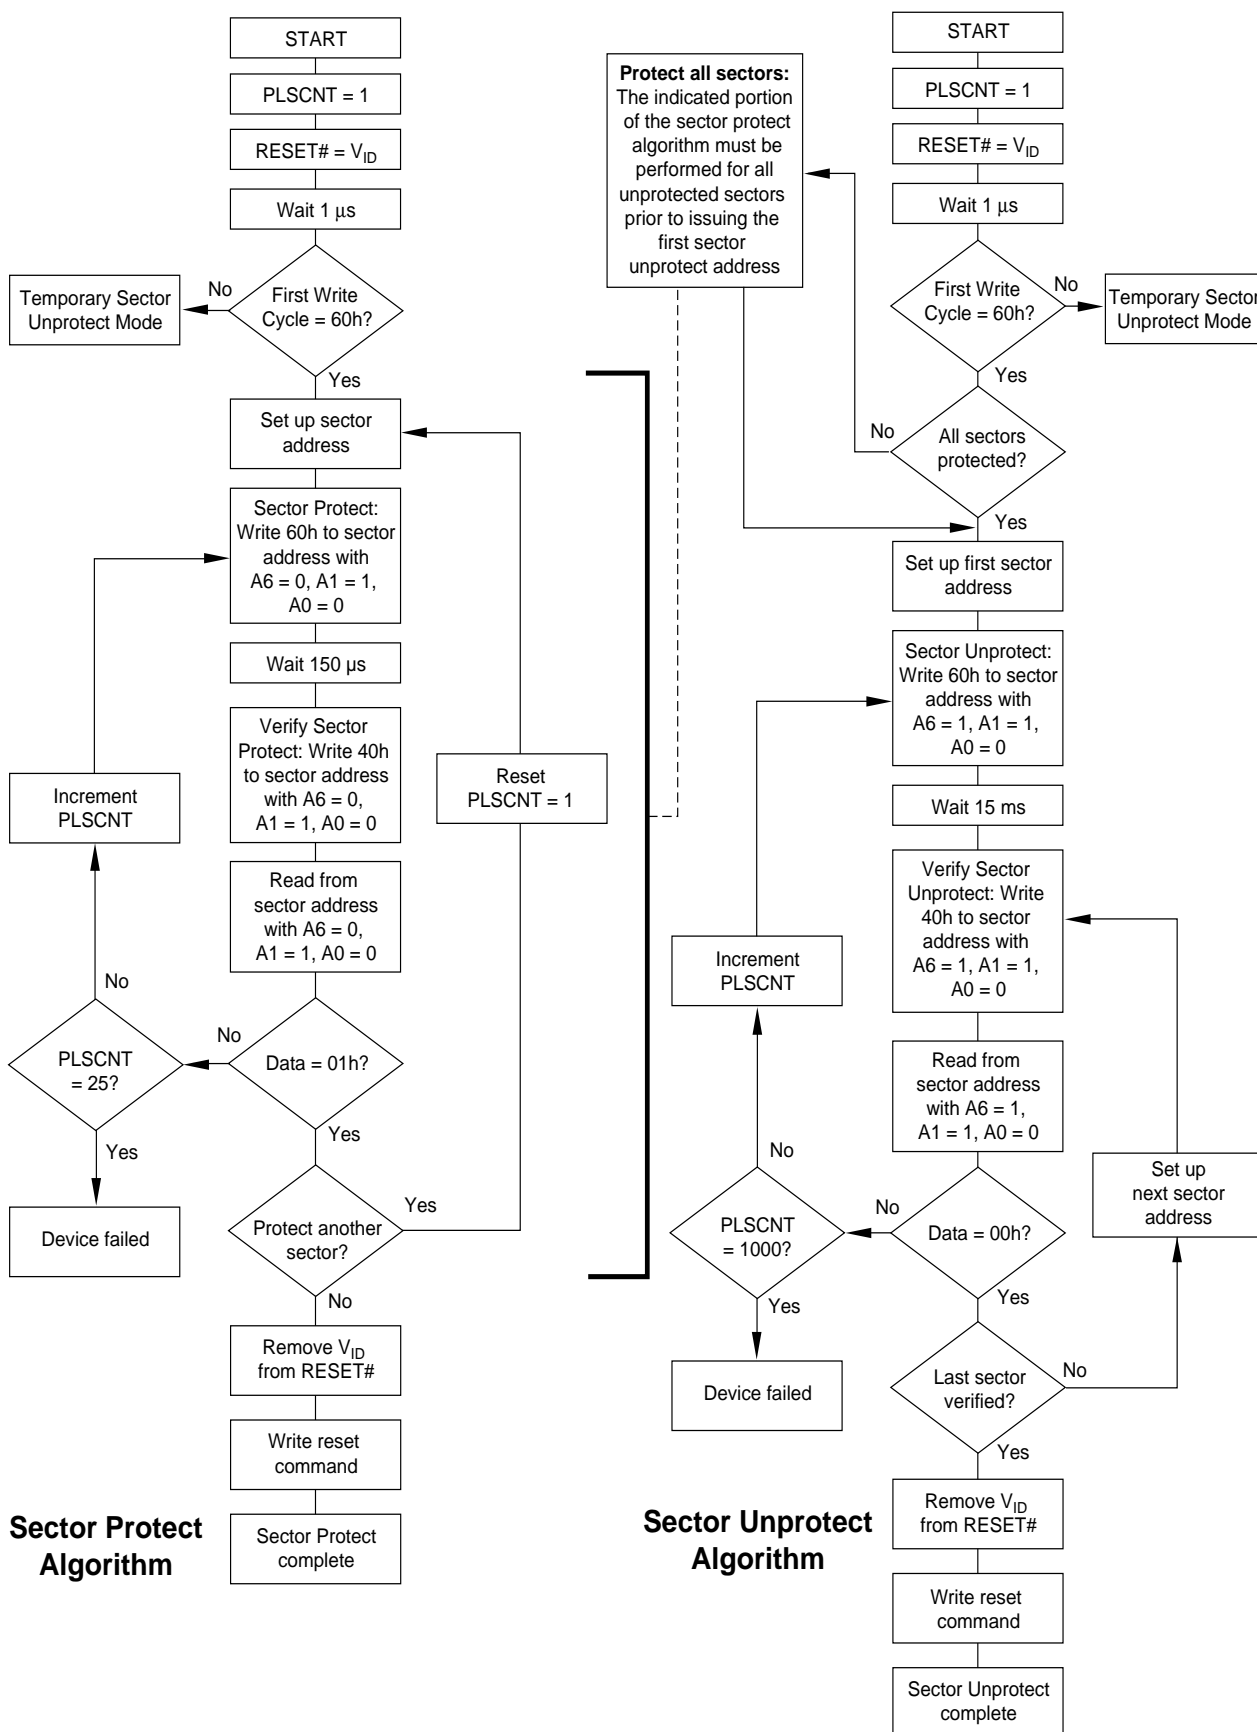 START
PLSCNT = 1
RESET# = VID
Wait 1 μs
First Write
Cycle = 60h?
No
Temporary Sector
Unprotect Mode
Yes
Set up sector
address
Sector Protect:
Write 60h to sector
address with
A6 = 0, A1 = 1,
A0 = 0
Wait 150 µs
Verify Sector
Protect: Write 40h
to sector address
with A6 = 0,
A1 = 1, A0 = 0
Read from
sector address
with A6 = 0,
A1 = 1, A0 = 0
Data = 01h?
No
PLSCNT
= 25?
No
Increment
PLSCNT
Yes
Device failed
Yes
Protect another
sector?
Yes
Reset
PLSCNT = 1
No
Remove VID
from RESET#
Write reset
command
Sector Protect
complete
Sector Protect
Algorithm
Protect all sectors:
The indicated portion
of the sector protect
algorithm must be
performed for all
unprotected sectors
prior to issuing the
first sector
unprotect address
START
PLSCNT = 1
RESET# = VID
Wait 1 μs
First Write
Cycle = 60h?
No
Temporary Sector
Unprotect Mode
Yes
All sectors
protected?
No
Yes
Set up first sector
address
Sector Unprotect:
Write 60h to sector
address with
A6 = 1, A1 = 1,
A0 = 0
Wait 15 ms
Verify Sector
Unprotect: Write
40h to sector
address with
A6 = 1, A1 = 1,
A0 = 0
Read from
sector address
with A6 = 1,
A1 = 1, A0 = 0
Data = 00h?
No
PLSCNT
= 1000?
No
Increment
PLSCNT
Yes
Device failed
Yes
Last sector
verified?
No
Set up
next sector
address
Yes
Remove VID
from RESET#
Write reset
command
Sector Unprotect
complete
Sector Unprotect
Algorithm